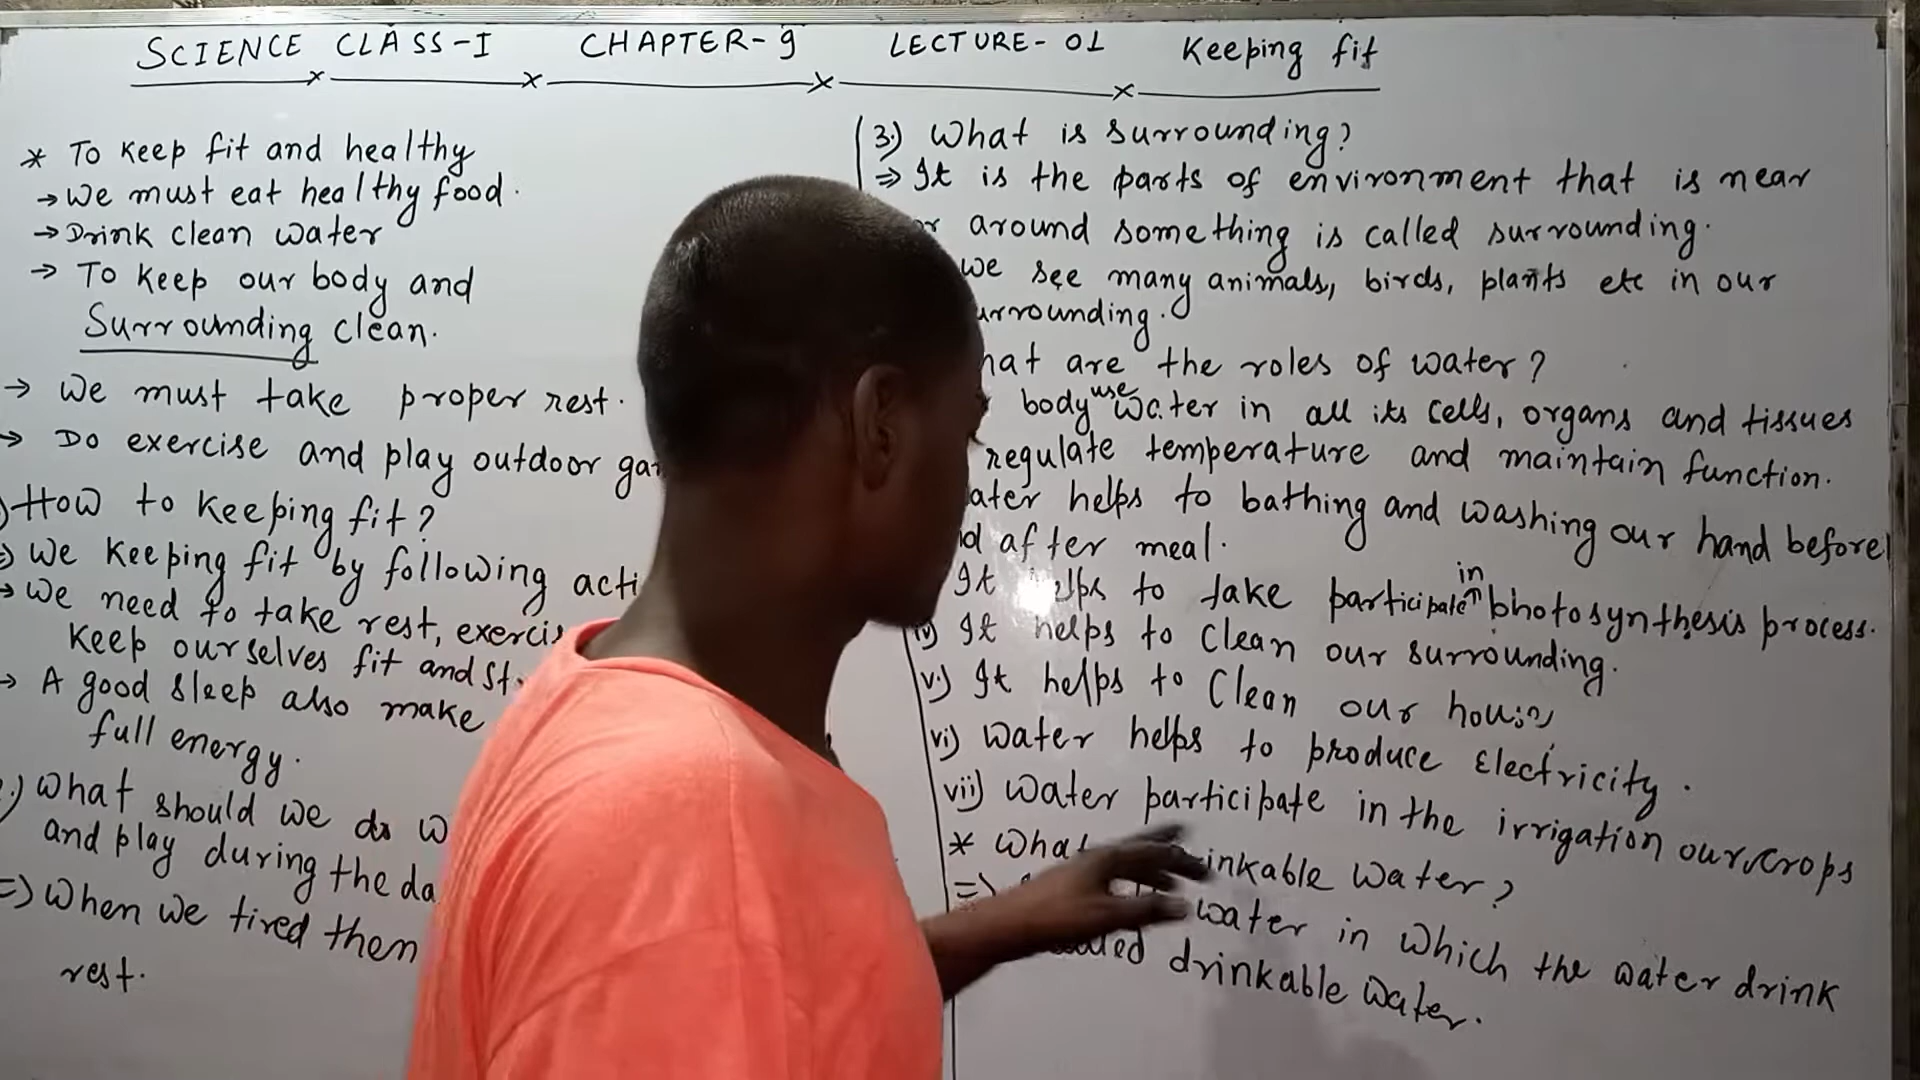 SCIENCE CLASS-I CHAPTER-9 LECTURE-01 Keeping fit
* To Keep fit and healthy
→ We must eat healthy food.
→ Drink clean water
→ To Keep our body and
Surrounding clean.
→ We must take proper rest.
→ Do exercise and play outdoor
How to Keeping fit?
⇒ We Keeping fit by following
→ We need to take rest,
Keep ourselves fit and
→ A good sleep also make
full energy.
What should we do
and play during the
⇒ When we tired then
rest.
3.) What is surrounding?
⇒ It is the parts of environment that is near
around something is called surrounding.
we see many animals, birds, plants etc in our
are the roles of water?
body use water in all its cells, organs and tissues
regulate temperature and maintain function.
helps to bathing and washing our hand before
after meal.
It helps to take participate in photosynthesis process.
iv) It helps to clean our surrounding.
v.) It helps to Clean our
vi) Water helps to produce Electricity.
vii) Water participate in the irrigation our crops
* What drinkable water?
⇒ water in which the water drink
drinkable water.